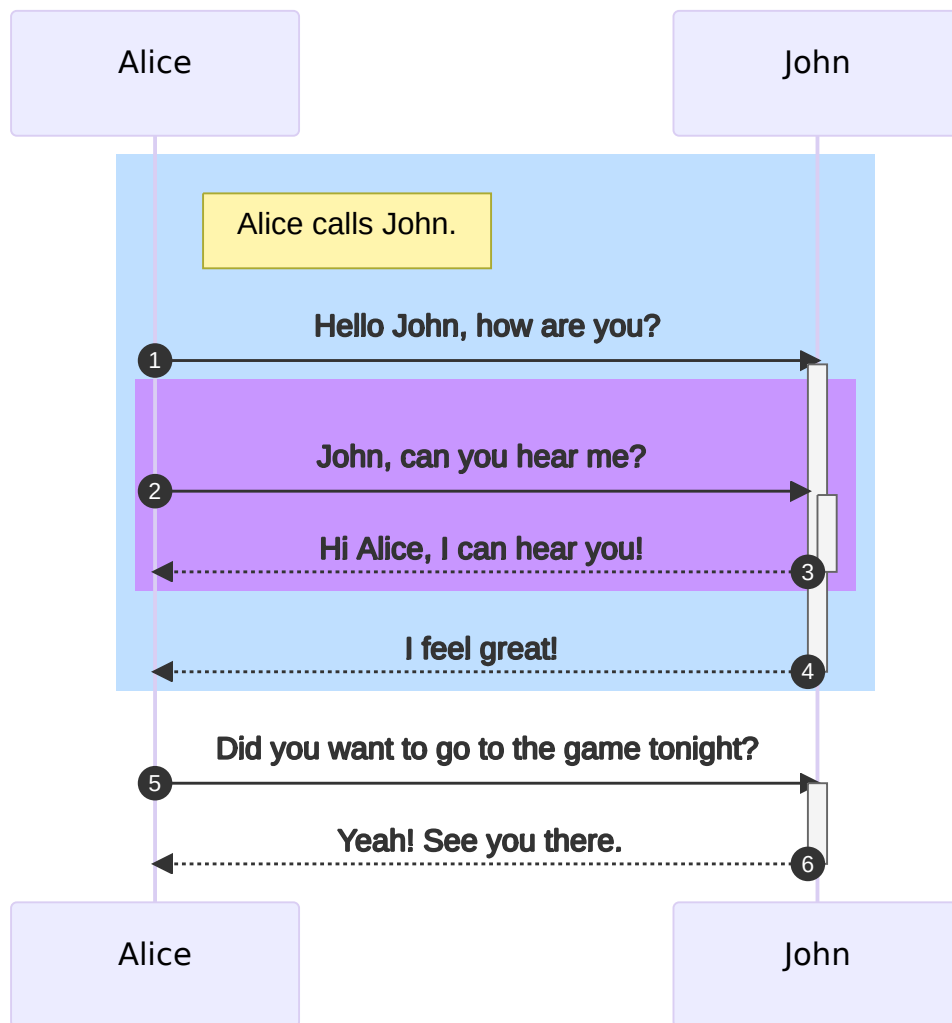 Alice
John
Alice calls John.
Hello John, how are you?
1
John, can you hear me?
2
Hi Alice, I can hear you!
3
I feel great!
4
Did you want to go to the game tonight?
5
Yeah! See you there.
6
Alice
John